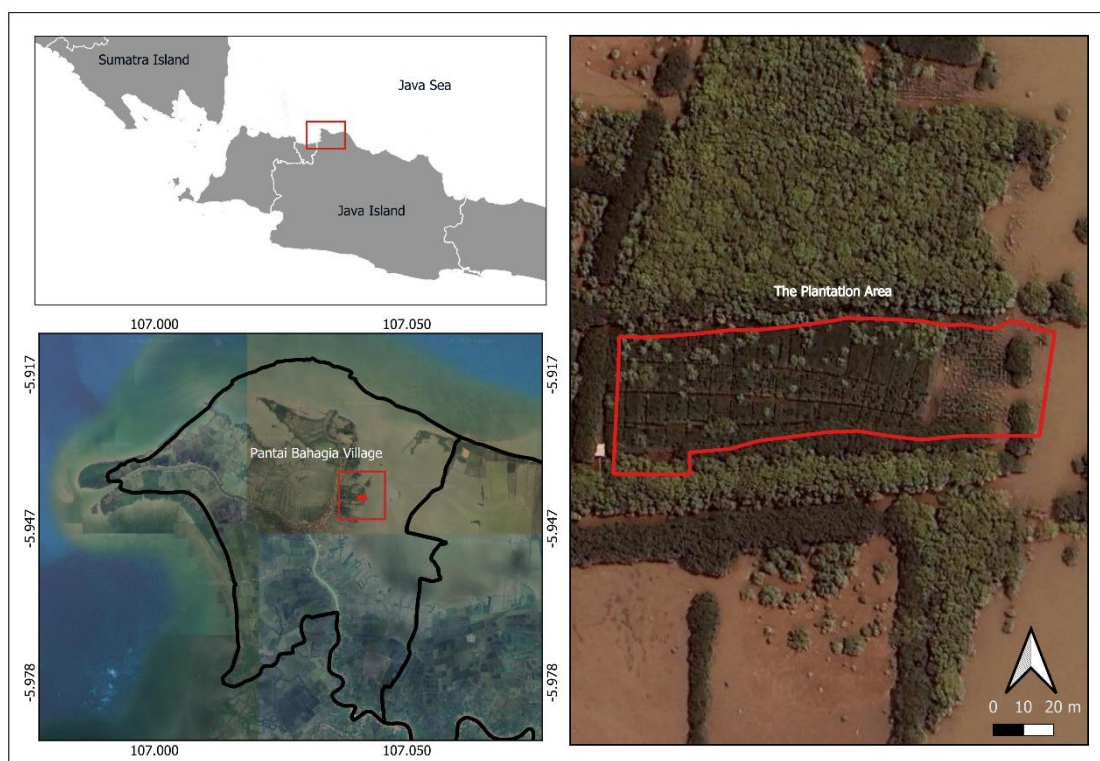 Sumatra Island
Java Sea
Java Island
107.000 107.050
-5.917 -5.917
Pantai Bahagia Village
-5.947 -5.947
-5.978 -5.978
107.000 107.050
The Plantation Area
0 10 20 m